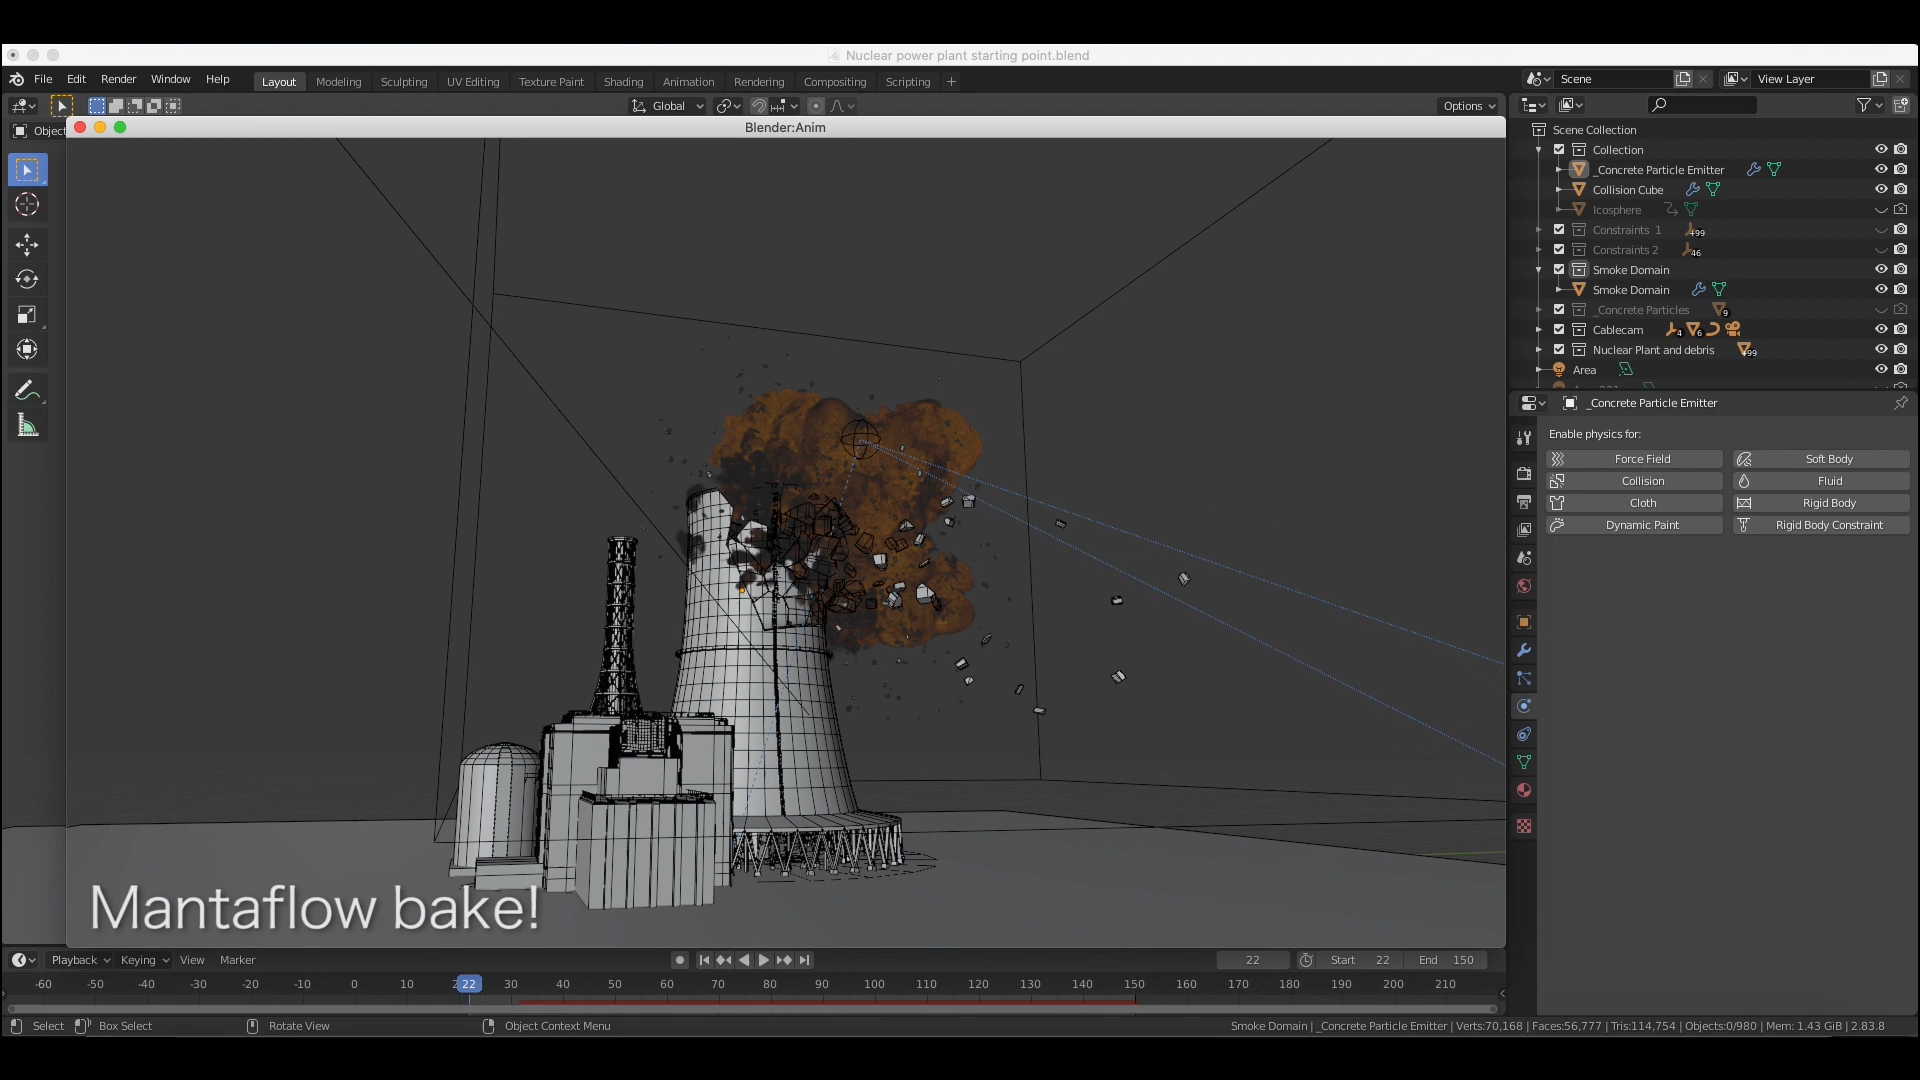 Nuclear power plant starting point.blend
File Edit Render Window Help Layout Modeling Sculpting UV Editing Texture Paint Shading Animation Rendering Compositing Scripting + Scene View Layer
Global Options
Object
Blender:Anim
Scene Collection
Collection
_Concrete Particle Emitter
Collision Cube
Icosphere
Constraints 1 +99
Constraints 2 46
Smoke Domain
Smoke Domain
_Concrete Particles 9
Cablecam 4 6
Nuclear Plant and debris +99
Area
_Concrete Particle Emitter
Enable physics for:
Force Field Soft Body
Collision Fluid
Cloth Rigid Body
Dynamic Paint Rigid Body Constraint
Mantaflow bake!
Playback Keying View Marker 22 Start 22 End 150
-60 -50 -40 -30 -20 -10 0 10 22 30 40 50 60 70 80 90 100 110 120 130 140 150 160 170 180 190 200 210
Select Box Select Rotate View Object Context Menu Smoke Domain | _Concrete Particle Emitter | Verts:70,168 | Faces:56,777 | Tris:114,754 | Objects:0/980 | Mem: 1.43 GiB | 2.83.8